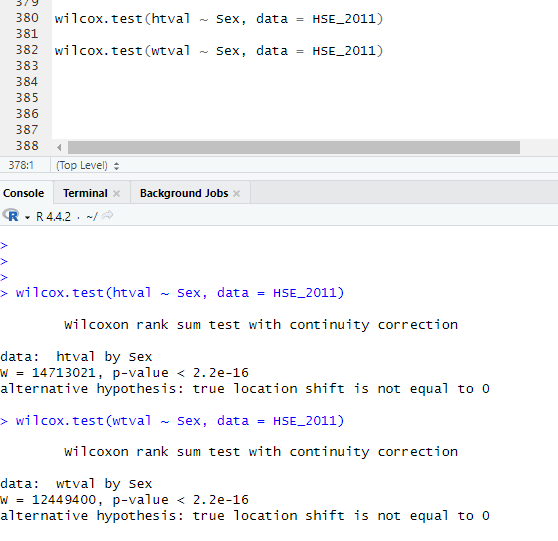 379
380 wilcox.test(htval ~ Sex, data = HSE_2011)
381
382 wilcox.test(wtval ~ Sex, data = HSE_2011)
383
384
385
386
387
388
378:1 (Top Level)
Console Terminal Background Jobs
R R 4.4.2 · ~/
>
>
>
> wilcox.test(htval ~ Sex, data = HSE_2011)
Wilcoxon rank sum test with continuity correction
data: htval by Sex
W = 14713021, p-value < 2.2e-16
alternative hypothesis: true location shift is not equal to 0
> wilcox.test(wtval ~ Sex, data = HSE_2011)
Wilcoxon rank sum test with continuity correction
data: wtval by Sex
W = 12449400, p-value < 2.2e-16
alternative hypothesis: true location shift is not equal to 0